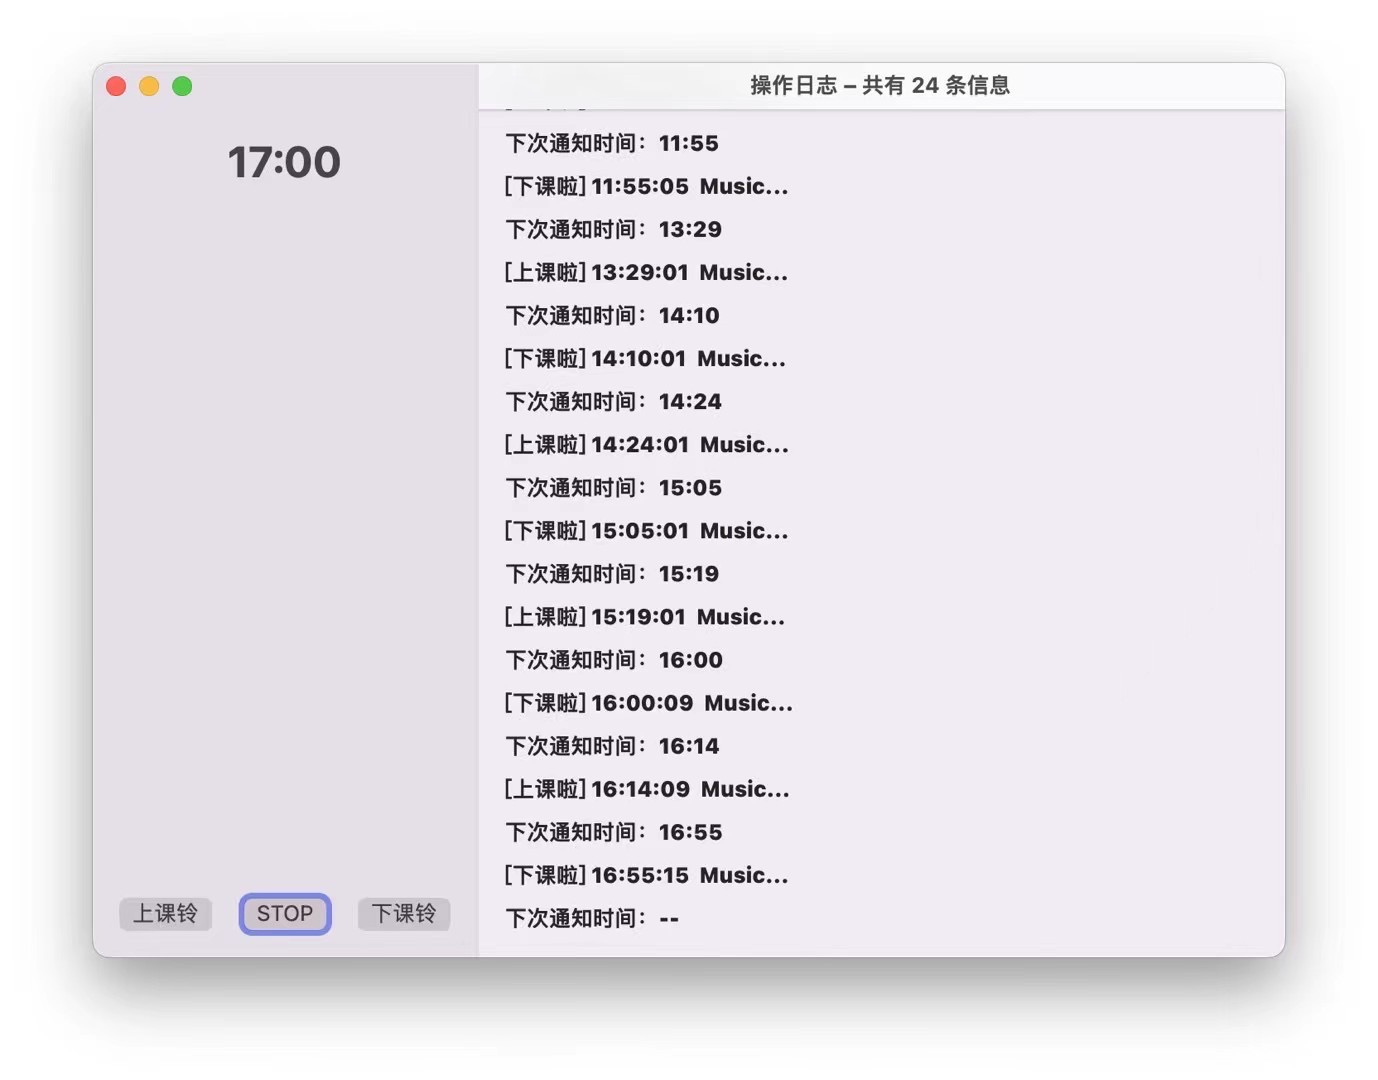 操作日志 – 共有 24 条信息
17:00
下次通知时间：11:55
[下课啦] 11:55:05 Music...
下次通知时间：13:29
[上课啦] 13:29:01 Music...
下次通知时间：14:10
[下课啦] 14:10:01 Music...
下次通知时间：14:24
[上课啦] 14:24:01 Music...
下次通知时间：15:05
[下课啦] 15:05:01 Music...
下次通知时间：15:19
[上课啦] 15:19:01 Music...
下次通知时间：16:00
[下课啦] 16:00:09 Music...
下次通知时间：16:14
[上课啦] 16:14:09 Music...
下次通知时间：16:55
[下课啦] 16:55:15 Music...
下次通知时间：--
上课铃 STOP 下课铃